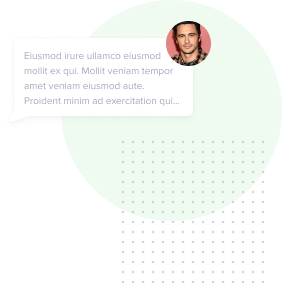 Eiusmod irure ullamco eiusmod
mollit ex qui. Mollit veniam tempor
amet veniam eiusmod aute.
Proident minim ad exercitation qui...